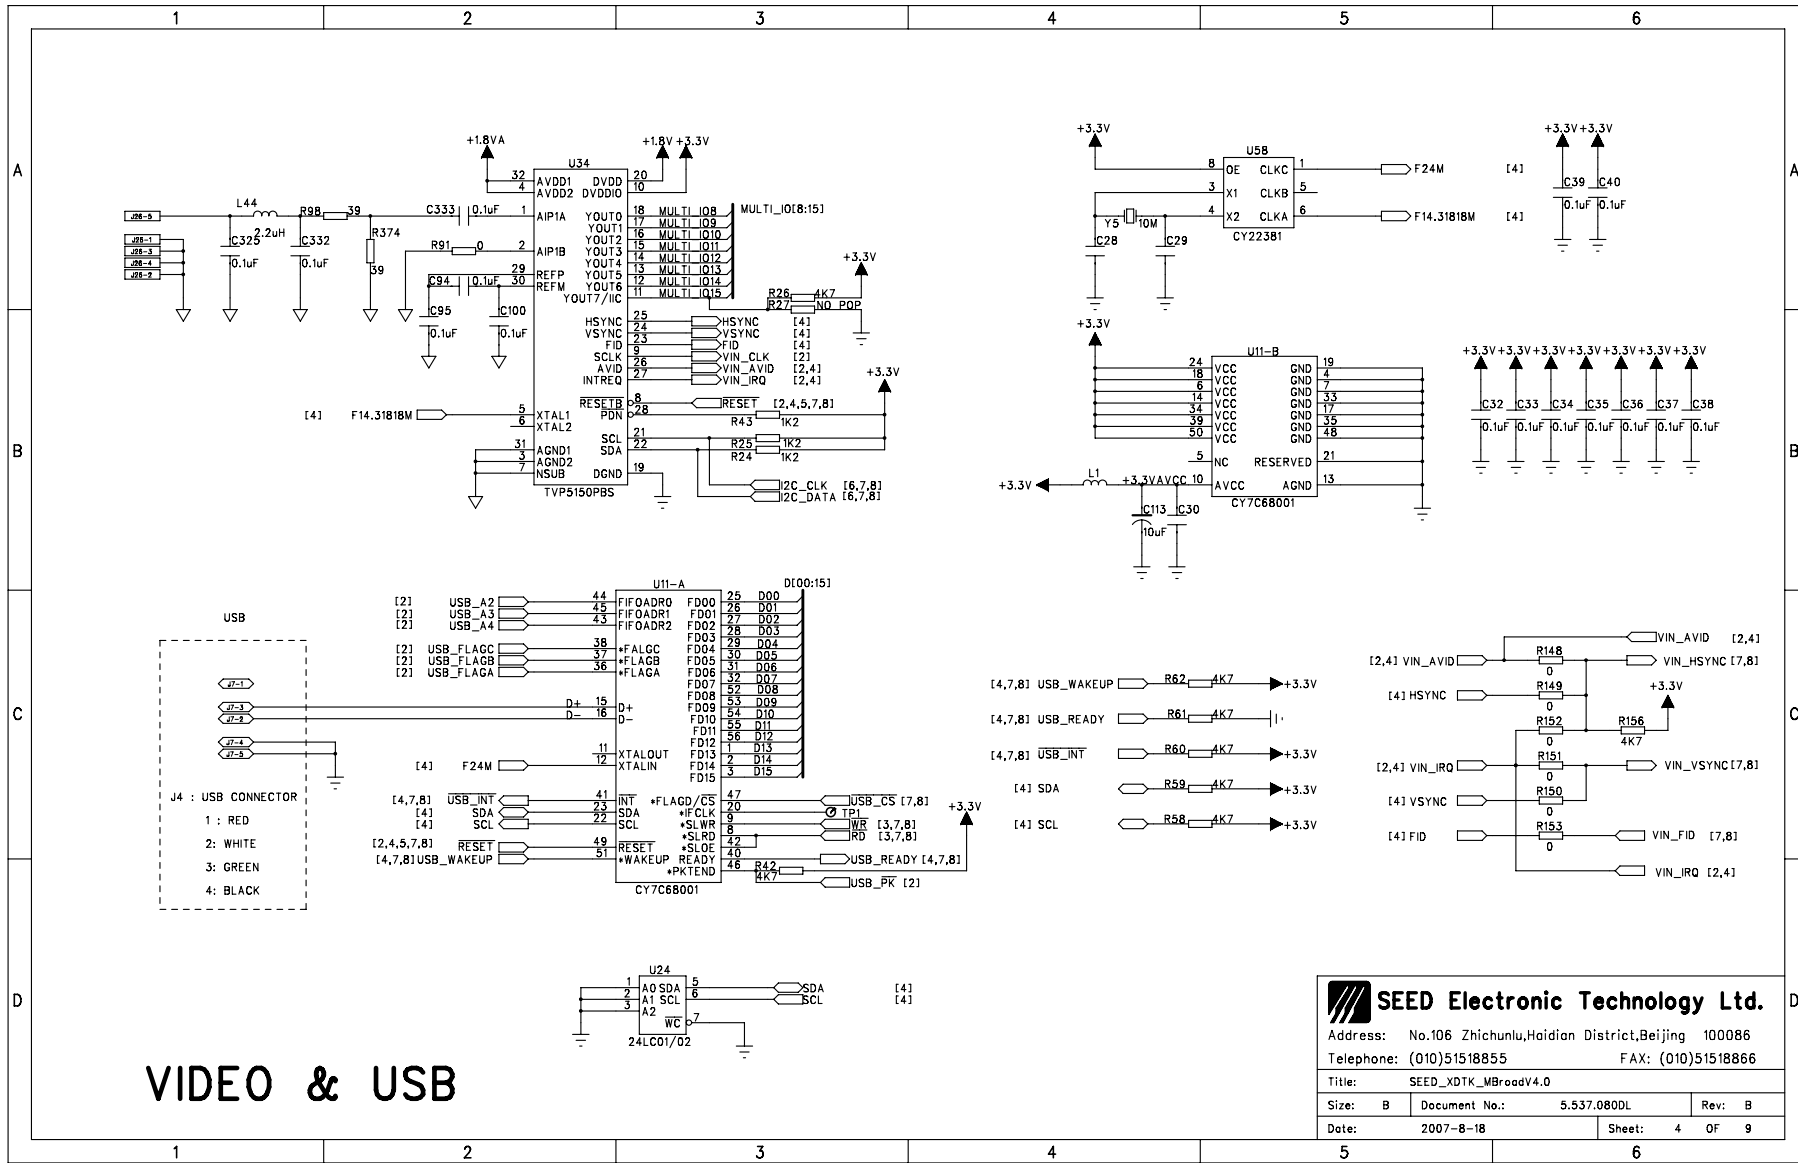 1 2 3 4 5 6
A A
B B
C C
D D
+1.8VA
+1.8V +3.3V
U34
32 AVDD1 DVDD 20
4 AVDD2 DVDDIO 10
J26-5
L44
2.2uH
R98 39
C333 0.1uF
1 AIP1A
YOUT0 18 MULTI_IO8
YOUT1 17 MULTI_IO9
YOUT2 16 MULTI_IO10
YOUT3 15 MULTI_IO11
YOUT4 14 MULTI_IO12
YOUT5 13 MULTI_IO13
YOUT6 12 MULTI_IO14
YOUT7/IIC 11 MULTI_IO15
MULTI_IO[8:15]
J26-1
J26-3
J26-4
J26-2
C325
0.1uF
C332
0.1uF
R374
39
R91 0
2 AIP1B
29 REFP
30 REFM
C94 0.1uF
C95
0.1uF
C100
0.1uF
+3.3V
R26 4K7
R27 NO POP
HSYNC 25 HSYNC [4]
VSYNC 24 VSYNC [4]
FID 23 FID [4]
SCLK 9 VIN_CLK [2]
AVID 26 VIN_AVID [2,4]
INTREQ 27 VIN_IRQ [2,4]
+3.3V
RESETB 8 RESET [2,4,5,7,8]
PDN 28
R43 1K2
[4] F14.31818M 5 XTAL1
6 XTAL2
SCL 21
SDA 22
R25 1K2
R24 1K2
31 AGND1
3 AGND2
7 NSUB
DGND 19
TVP5150PBS
I2C_CLK [6,7,8]
I2C_DATA [6,7,8]
+3.3V
U58
8 OE CLKC 1 F24M [4]
3 X1 CLKB 5
4 X2 CLKA 6 F14.31818M [4]
CY22381
Y5 10M
C28
C29
+3.3V +3.3V
C39
0.1uF
C40
0.1uF
+3.3V
U11-B
24 VCC GND 19
18 VCC GND 4
6 VCC GND 7
14 VCC GND 33
34 VCC GND 17
39 VCC GND 35
50 VCC GND 48
5 NC RESERVED 21
10 AVCC AGND 13
CY7C68001
+3.3V L1 +3.3VAVCC
C113
10uF
C30
+3.3V +3.3V +3.3V +3.3V +3.3V +3.3V +3.3V
C32 C33 C34 C35 C36 C37 C38
0.1uF 0.1uF 0.1uF 0.1uF 0.1uF 0.1uF 0.1uF
U11-A
D[00:15]
[2] USB_A2 44 FIFOADR0
[2] USB_A3 45 FIFOADR1
[2] USB_A4 43 FIFOADR2
[2] USB_FLAGC 38 *FALGC
[2] USB_FLAGB 37 *FLAGB
[2] USB_FLAGA 36 *FLAGA
D+ 15 D+
D- 16 D-
11 XTALOUT
[4] F24M 12 XTALIN
[4,7,8] USB_INT 41 INT
[4] SDA 23 SDA
[4] SCL 22 SCL
[2,4,5,7,8] RESET 49 RESET
[4,7,8] USB_WAKEUP 51 *WAKEUP
FD00 25 D00
FD01 26 D01
FD02 27 D02
FD03 28 D03
FD04 29 D04
FD05 30 D05
FD06 31 D06
FD07 32 D07
FD08 52 D08
FD09 53 D09
FD10 54 D10
FD11 55 D11
FD12 56 D12
FD13 1 D13
FD14 2 D14
FD15 3 D15
*FLAGD/CS 47 USB_CS [7,8]
*IFCLK 20 TP1
*SLWR 9 WR [3,7,8]
*SLRD 8 RD [3,7,8]
*SLOE 42
READY 40 USB_READY [4,7,8]
*PKTEND 46 R42
4K7 USB_PK [2]
+3.3V
CY7C68001
USB
J7-1
J7-3
J7-2
J7-4
J7-5
J4 : USB CONNECTOR
1 : RED
2: WHITE
3: GREEN
4: BLACK
[4,7,8] USB_WAKEUP R62 4K7 +3.3V
[4,7,8] USB_READY R61 4K7
[4,7,8] USB_INT R60 4K7 +3.3V
[4] SDA R59 4K7 +3.3V
[4] SCL R58 4K7 +3.3V
VIN_AVID [2,4]
[2,4] VIN_AVID R148 0 VIN_HSYNC [7,8]
[4] HSYNC R149 0 +3.3V
R152 0 R156 4K7
[2,4] VIN_IRQ R151 0 VIN_VSYNC [7,8]
[4] VSYNC R150 0
[4] FID R153 0 VIN_FID [7,8]
VIN_IRQ [2,4]
U24
1 A0 SDA 5 SDA [4]
2 A1 SCL 6 SCL [4]
3 A2
WC 7
24LC01/02
VIDEO & USB
SEED Electronic Technology Ltd.
Address: No.106 Zhichunlu,Haidian District,Beijing 100086
Telephone: (010)51518855 FAX: (010)51518866
Title: SEED_XDTK_MBroadV4.0
Size: B Document No.: 5.537.080DL Rev: B
Date: 2007-8-18 Sheet: 4 OF 9
1 2 3 4 5 6